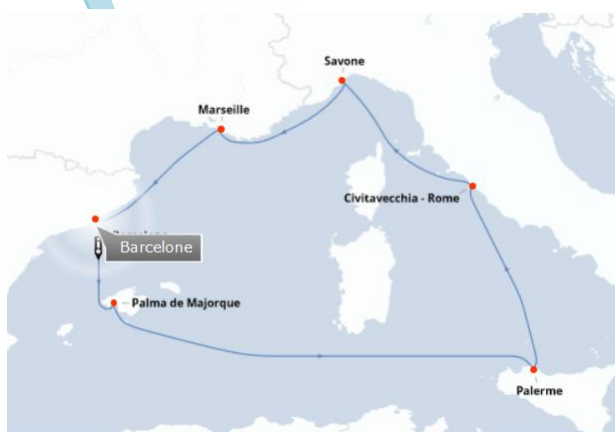 Savone
Marseille
Civitavecchia - Rome
Barcelone
Palma de Majorque
Palerme